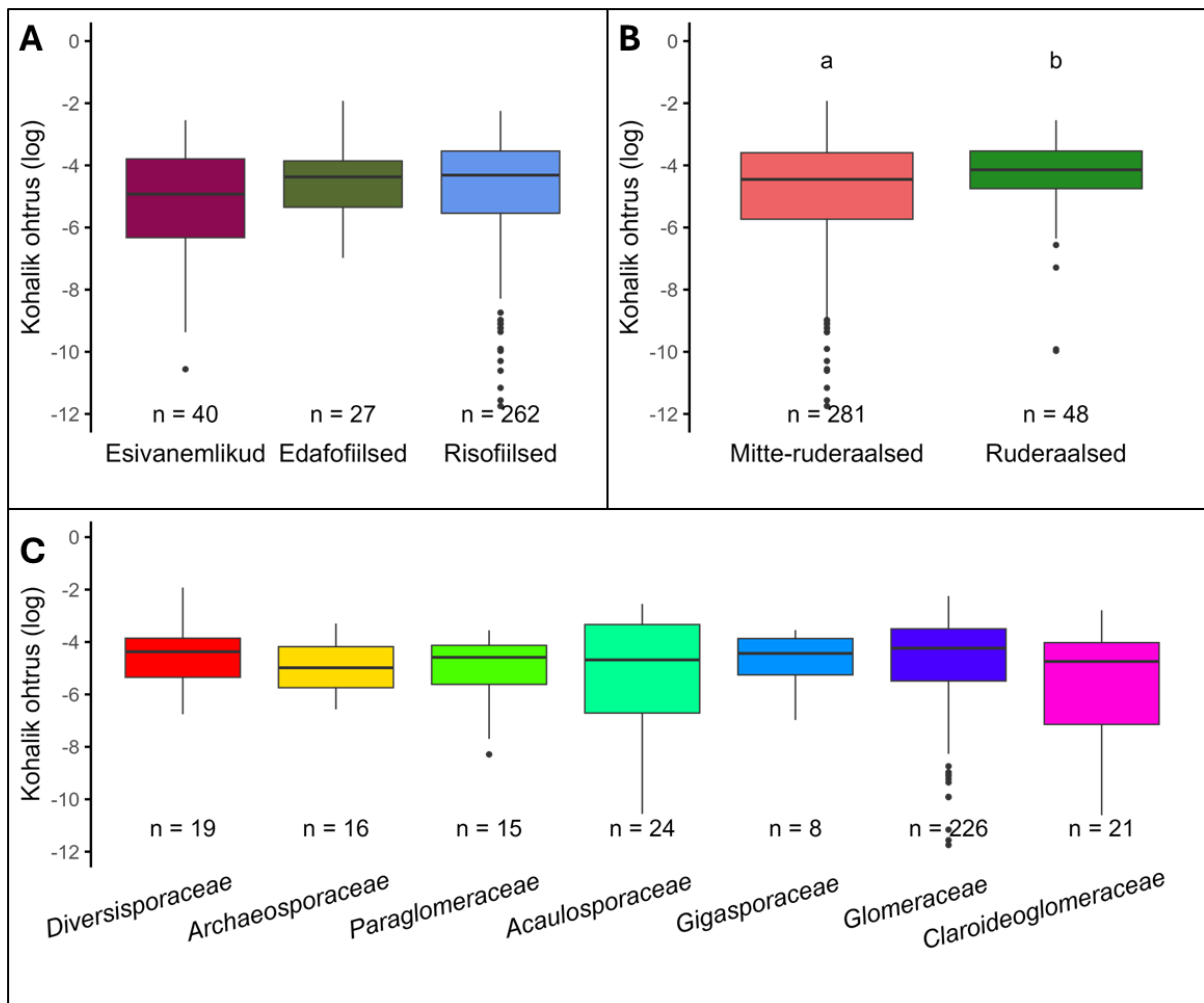 A
Kohalik ohtrus (log)
0
-2
-4
-6
-8
-10
-12
n = 40
n = 27
n = 262
Esivanemlikud
Edafofiilsed
Risofiilsed
B
Kohalik ohtrus (log)
0
-2
-4
-6
-8
-10
-12
a
b
n = 281
n = 48
Mitte-ruderaalsed
Ruderaalsed
C
Kohalik ohtrus (log)
0
-2
-4
-6
-8
-10
-12
n = 19
n = 16
n = 15
n = 24
n = 8
n = 226
n = 21
Diversisporaceae
Archaeosporaceae
Paraglomeraceae
Acaulosporaceae
Gigasporaceae
Glomeraceae
Claroideoglomeraceae